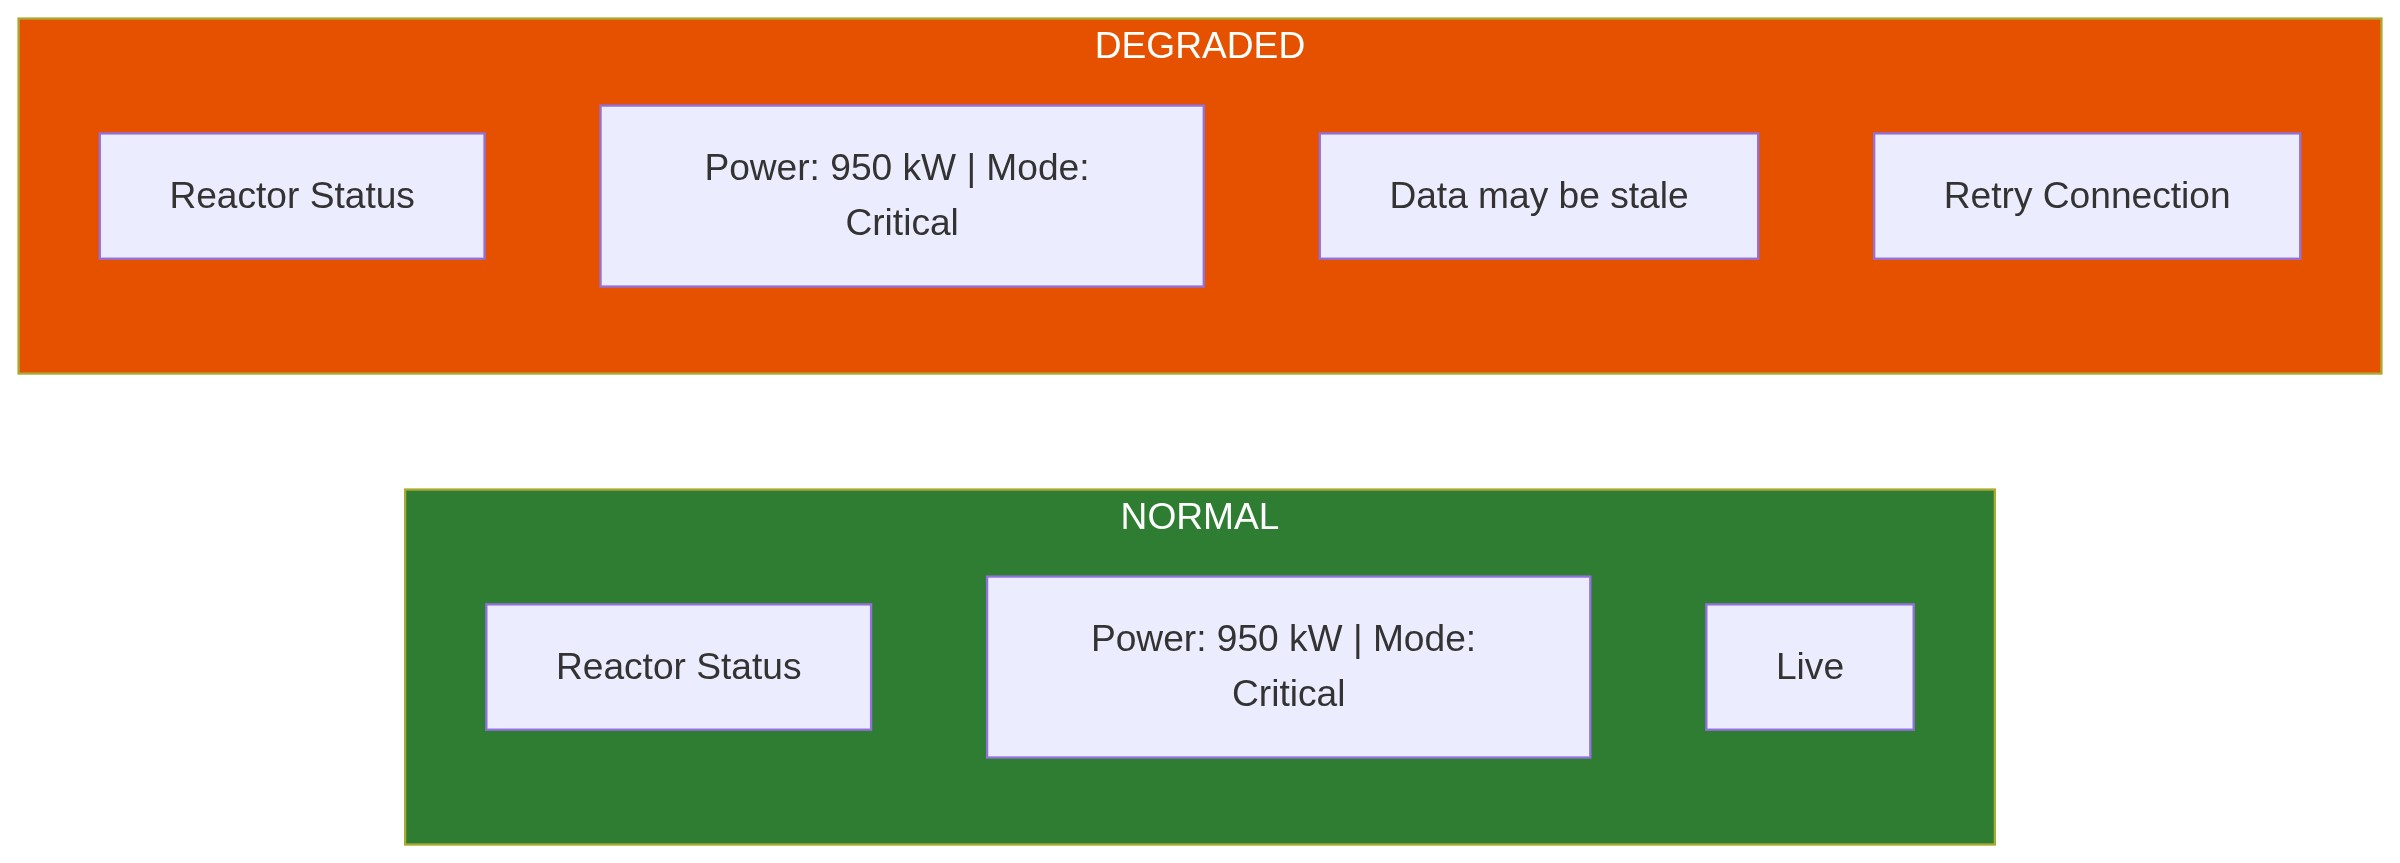 DEGRADED
Reactor Status
Power: 950 kW | Mode:
Critical
Data may be stale
Retry Connection
NORMAL
Reactor Status
Power: 950 kW | Mode:
Critical
Live